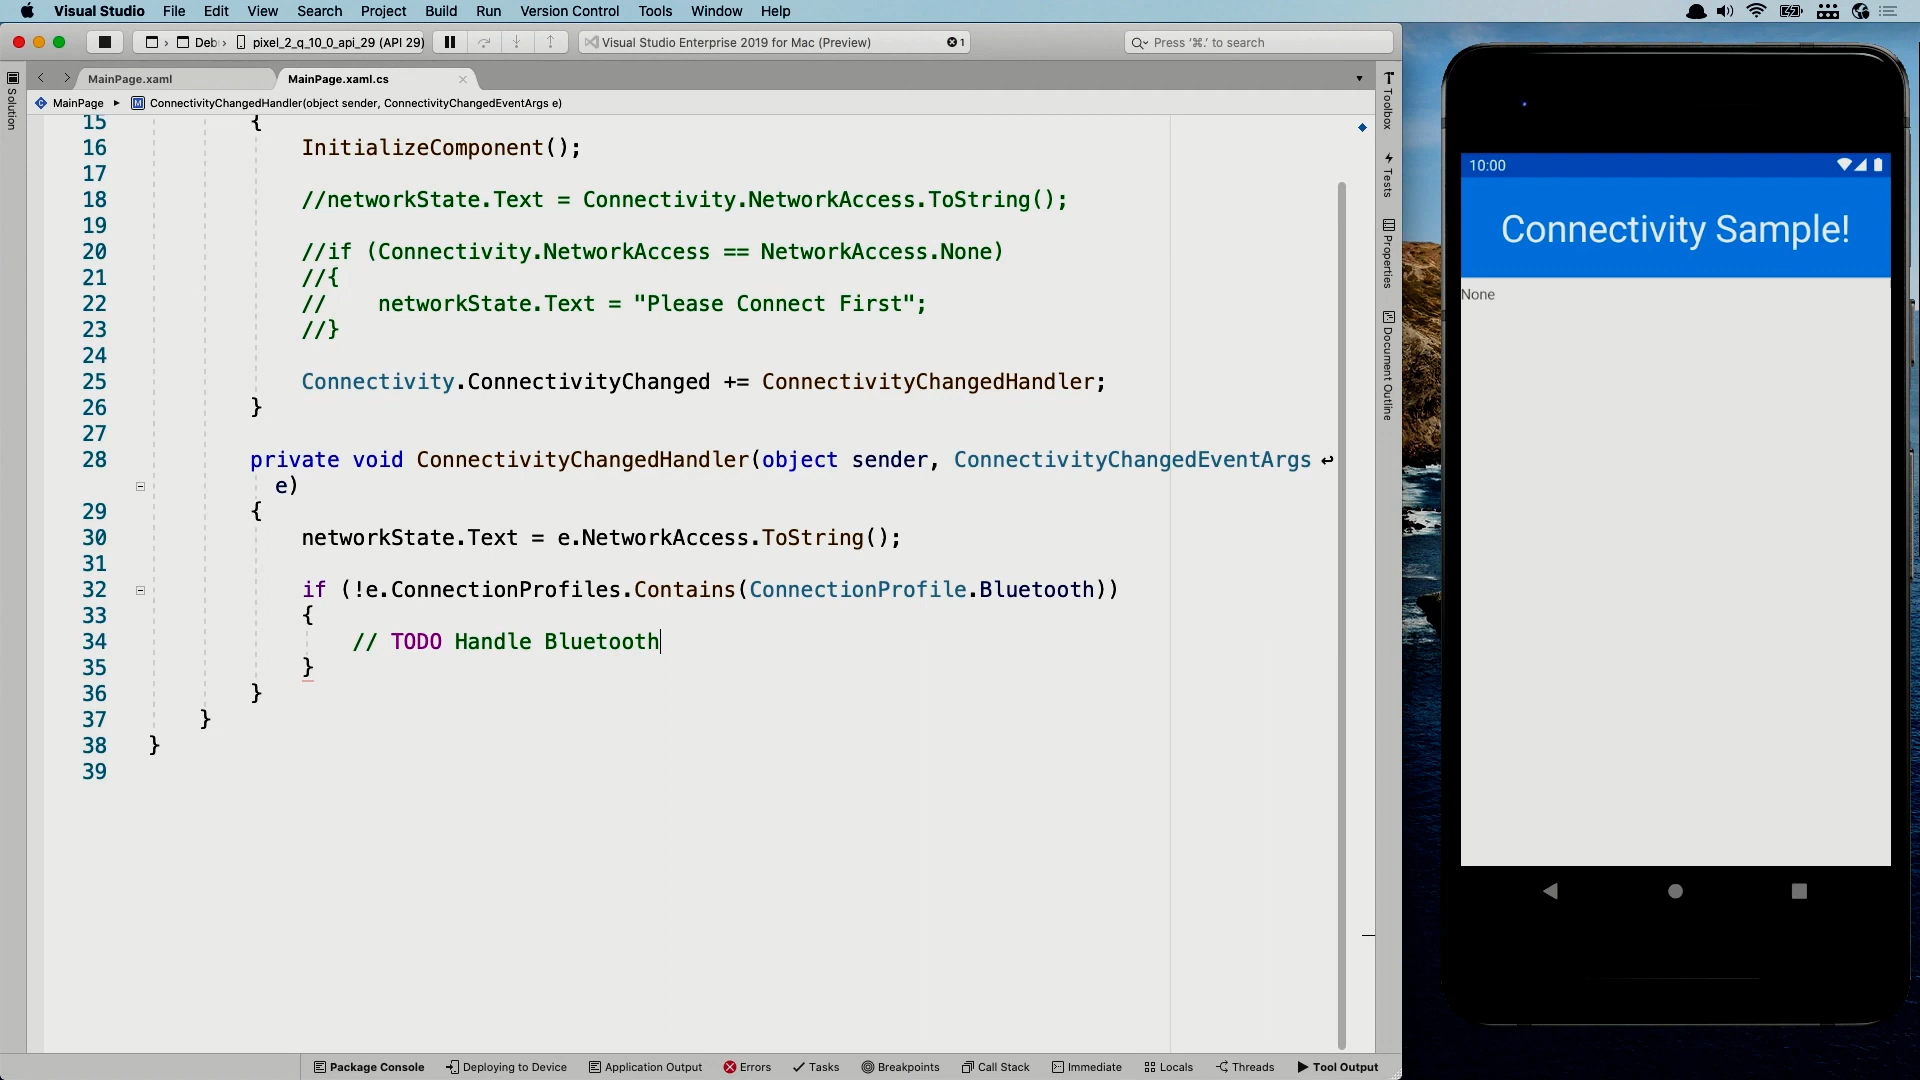 Visual Studio File Edit View Search Project Build Run Version Control Tools Window Help
Deb pixel_2_q_10_0_api_29 (API 29) Visual Studio Enterprise 2019 for Mac (Preview) 1 Press '⌘.' to search
MainPage.xaml MainPage.xaml.cs
MainPage ConnectivityChangedHandler(object sender, ConnectivityChangedEventArgs e)
Solution
15 {
16 InitializeComponent();
17
18 //networkState.Text = Connectivity.NetworkAccess.ToString();
19
20 //if (Connectivity.NetworkAccess == NetworkAccess.None)
21 //{
22 //    networkState.Text = "Please Connect First";
23 //}
24
25 Connectivity.ConnectivityChanged += ConnectivityChangedHandler;
26 }
27
28 private void ConnectivityChangedHandler(object sender, ConnectivityChangedEventArgs
e)
29 {
30 networkState.Text = e.NetworkAccess.ToString();
31
32 if (!e.ConnectionProfiles.Contains(ConnectionProfile.Bluetooth))
33 {
34 // TODO Handle Bluetooth
35 }
36 }
37 }
38 }
39
Toolbox
Tests
Properties
Document Outline
Package Console Deploying to Device Application Output Errors Tasks Breakpoints Call Stack Immediate Locals Threads Tool Output
10:00
Connectivity Sample!
None